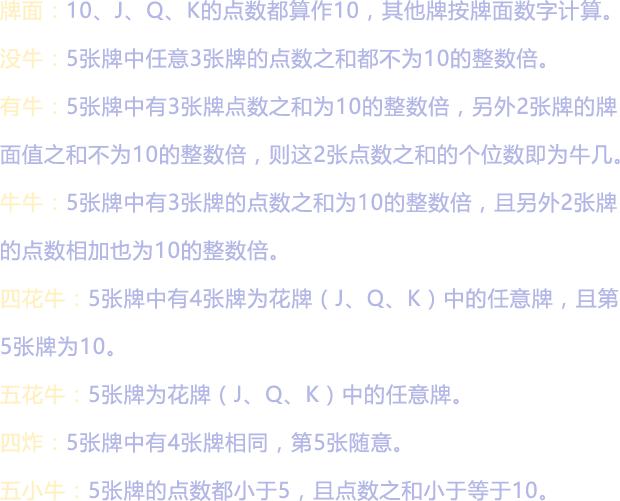 牌面：10、J、Q、K的点数都算作10，其他牌按牌面数字计算。
没牛：5张牌中任意3张牌的点数之和都不为10的整数倍。
有牛：5张牌中有3张牌点数之和为10的整数倍，另外2张牌的牌
面值之和不为10的整数倍，则这2张点数之和的个位数即为牛几。
牛牛：5张牌中有3张牌的点数之和为10的整数倍，且另外2张牌
的点数相加也为10的整数倍。
四花牛：5张牌中有4张牌为花牌（J、Q、K）中的任意牌，且第
5张牌为10。
五花牛：5张牌为花牌（J、Q、K）中的任意牌。
四炸：5张牌中有4张牌相同，第5张随意。
五小牛：5张牌的点数都小于5，且点数之和小于等于10。